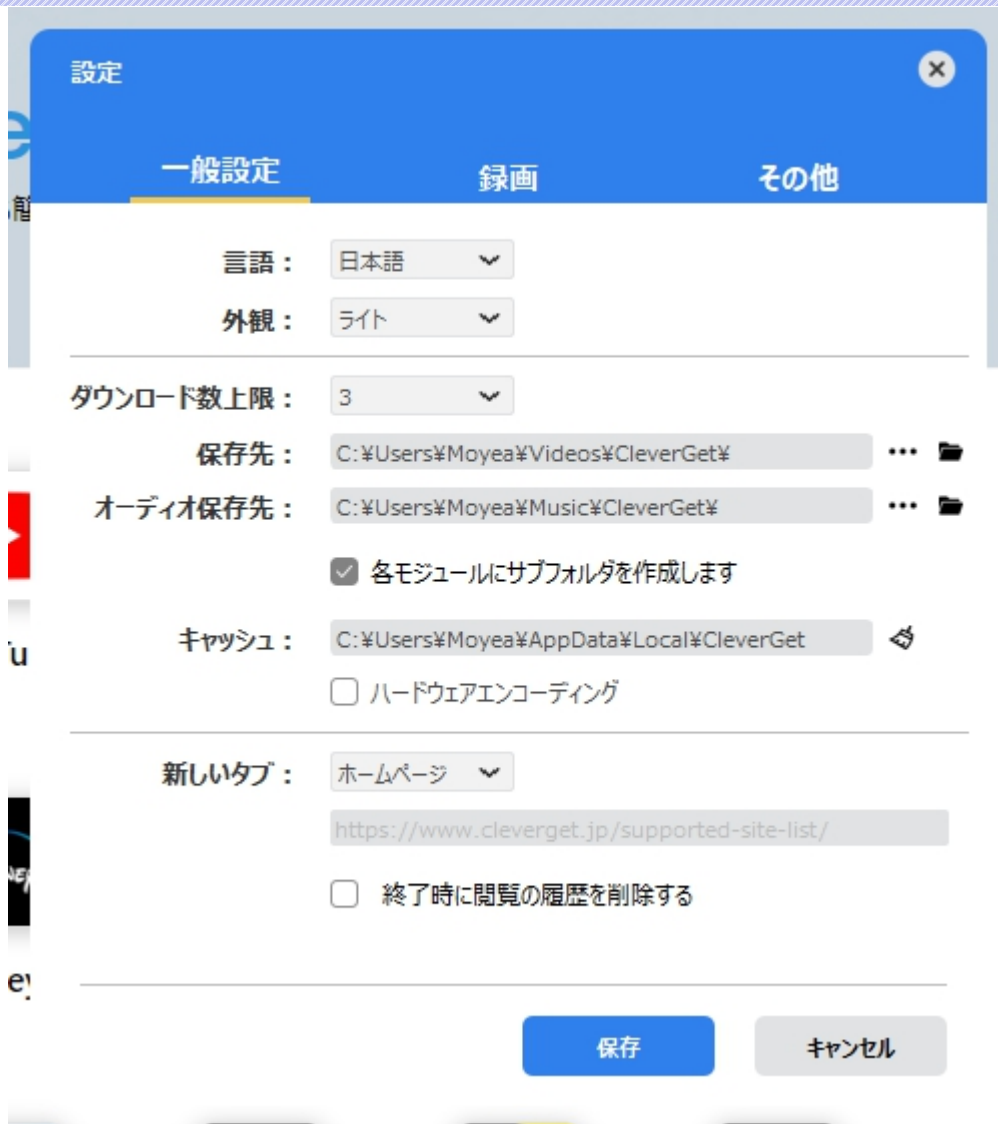 設定
一般設定 録画 その他
言語： 日本語
外観： ライト
ダウンロード数上限： 3
保存先： C:¥Users¥Moyea¥Videos¥CleverGet¥ •••
オーディオ保存先： C:¥Users¥Moyea¥Music¥CleverGet¥ •••
各モジュールにサブフォルダを作成します
キャッシュ： C:¥Users¥Moyea¥AppData¥Local¥CleverGet
ハードウェアエンコーディング
新しいタブ： ホームページ
https://www.cleverget.jp/supported-site-list/
終了時に閲覧の履歴を削除する
保存 キャンセル